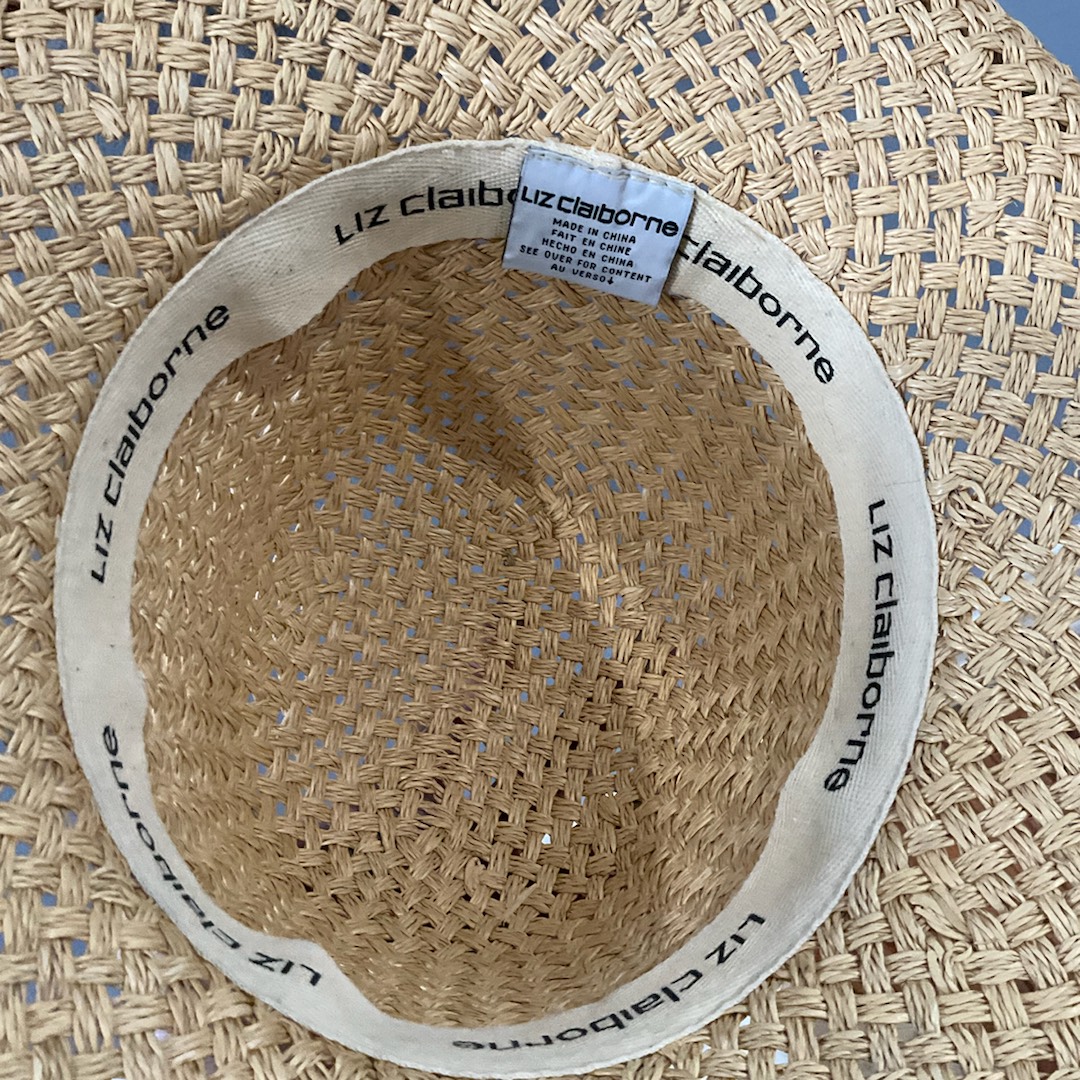 LIZ claiborne
MADE IN CHINA
FAIT EN CHINE
HECHO EN CHINA
SEE OVER FOR CONTENT
AU VERSO↓
LIZ claibo
claiborne
LIZ claiborne
LIZ claiborne
LIZ claiborne
LIZ claiborne